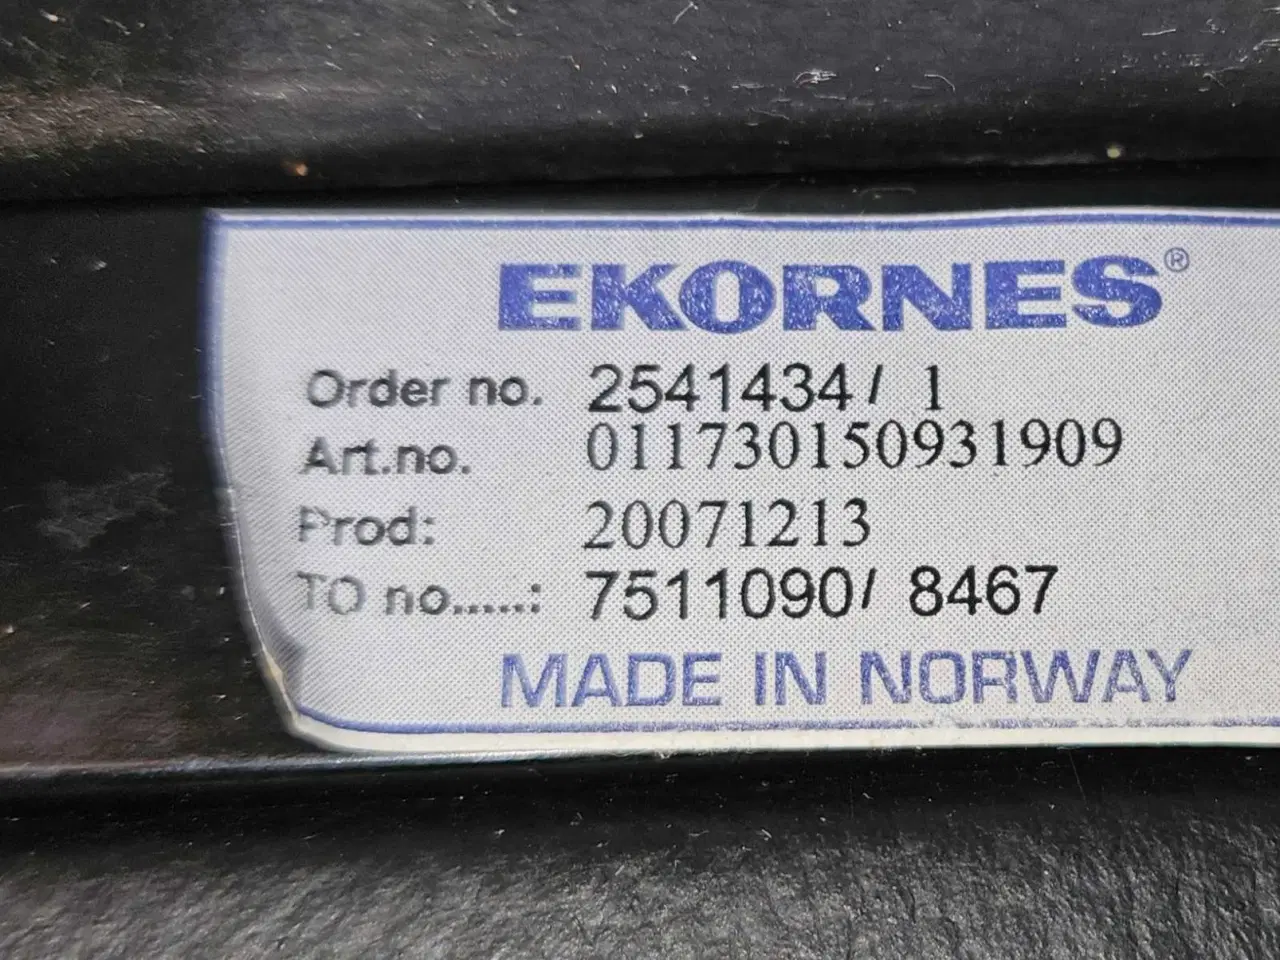 EKORNES®
Order no. 2541434/ 1
Art.no. 011730150931909
Prod: 20071213
TO no.....: 7511090/ 8467
MADE IN NORWAY